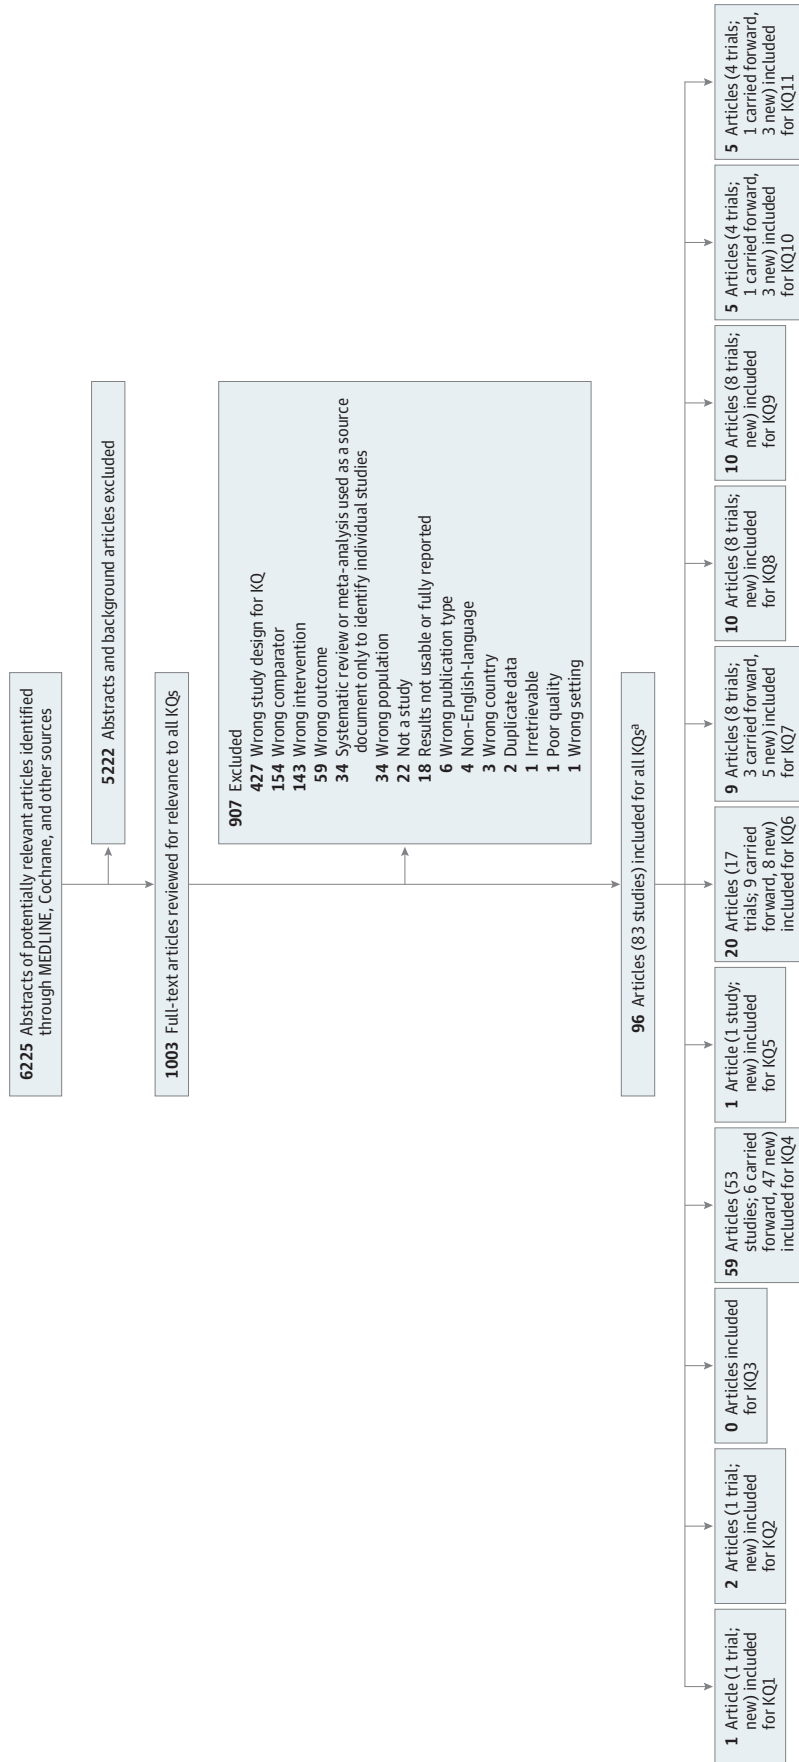 6225 Abstracts of potentially relevant articles identified
through MEDLINE, Cochrane, and other sources
5222 Abstracts and background articles excluded
1003 Full-text articles reviewed for relevance to all KQs
907 Excluded
427 Wrong study design for KQ
154 Wrong comparator
143 Wrong intervention
59 Wrong outcome
34 Systematic review or meta-analysis used as a source
document only to identify individual studies
34 Wrong population
22 Not a study
18 Results not usable or fully reported
6 Wrong publication type
4 Non-English-language
3 Wrong country
2 Duplicate data
1 Irretrievable
1 Poor quality
1 Wrong setting
96 Articles (83 studies) included for all KQsa
1 Article (1 trial;
new) included
for KQ1
2 Articles (1 trial;
new) included
for KQ2
0 Articles included
for KQ3
59 Articles (53
studies; 6 carried
forward, 47 new)
included for KQ4
1 Article (1 study;
new) included
for KQ5
20 Articles (17
trials; 9 carried
forward, 8 new)
included for KQ6
9 Articles (8 trials;
3 carried forward,
5 new) included
for KQ7
10 Articles (8 trials;
new) included
for KQ8
10 Articles (8 trials;
new) included
for KQ9
5 Articles (4 trials;
1 carried forward,
3 new) included
for KQ10
5 Articles (4 trials;
1 carried forward,
3 new) included
for KQ11